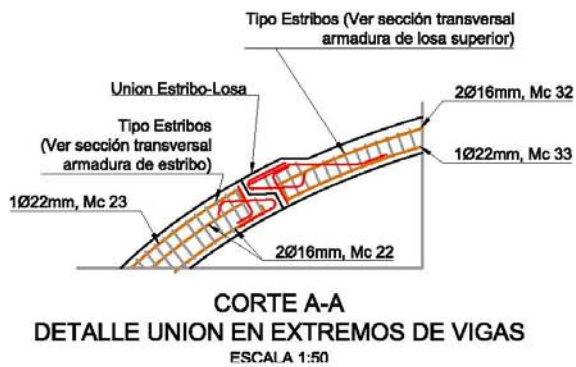 Tipo Estribos (Ver sección transversal
armadura de losa superior)
Union Estribo-Losa
2Ø16mm, Mc 32
Tipo Estribos
(Ver sección transversal
armadura de estribo)
1Ø22mm, Mc 33
1Ø22mm, Mc 23
2Ø16mm, Mc 22
CORTE A-A
DETALLE UNION EN EXTREMOS DE VIGAS
ESCALA 1:50